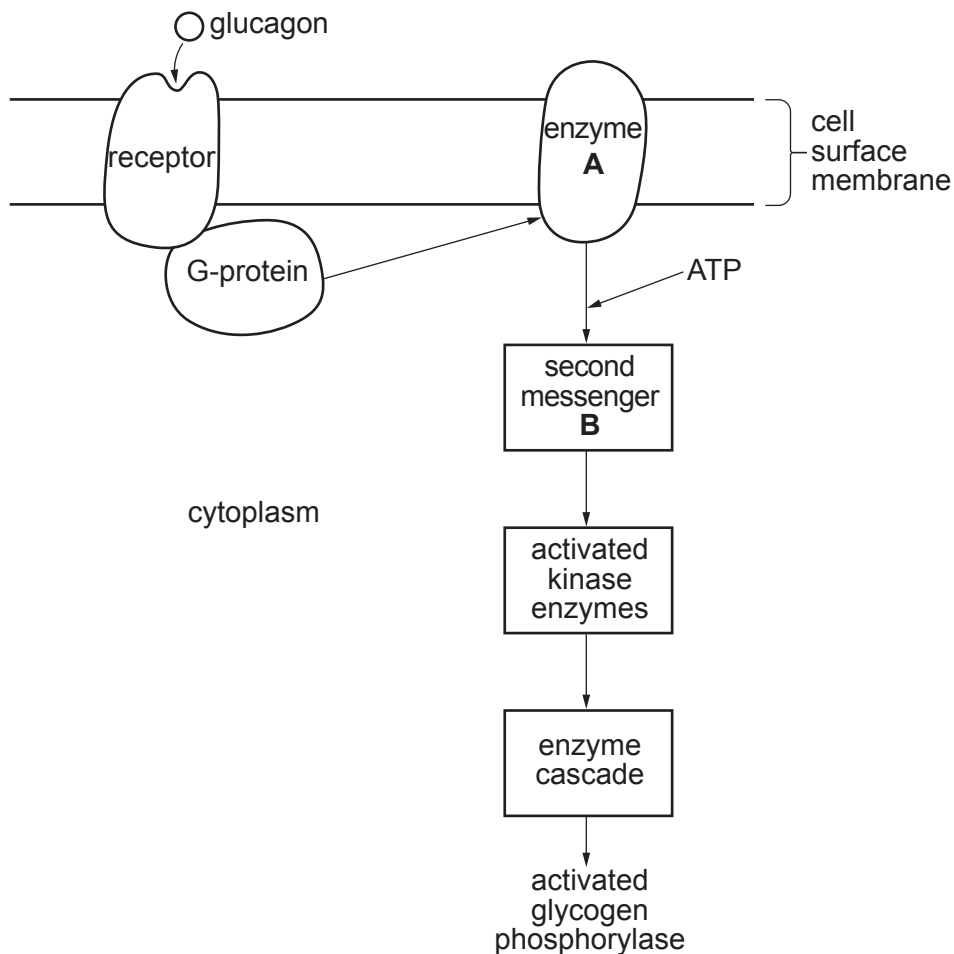 glucagon
receptor
enzyme
A
cell
surface
membrane
G-protein
ATP
second
messenger
B
cytoplasm
activated
kinase
enzymes
enzyme
cascade
activated
glycogen
phosphorylase